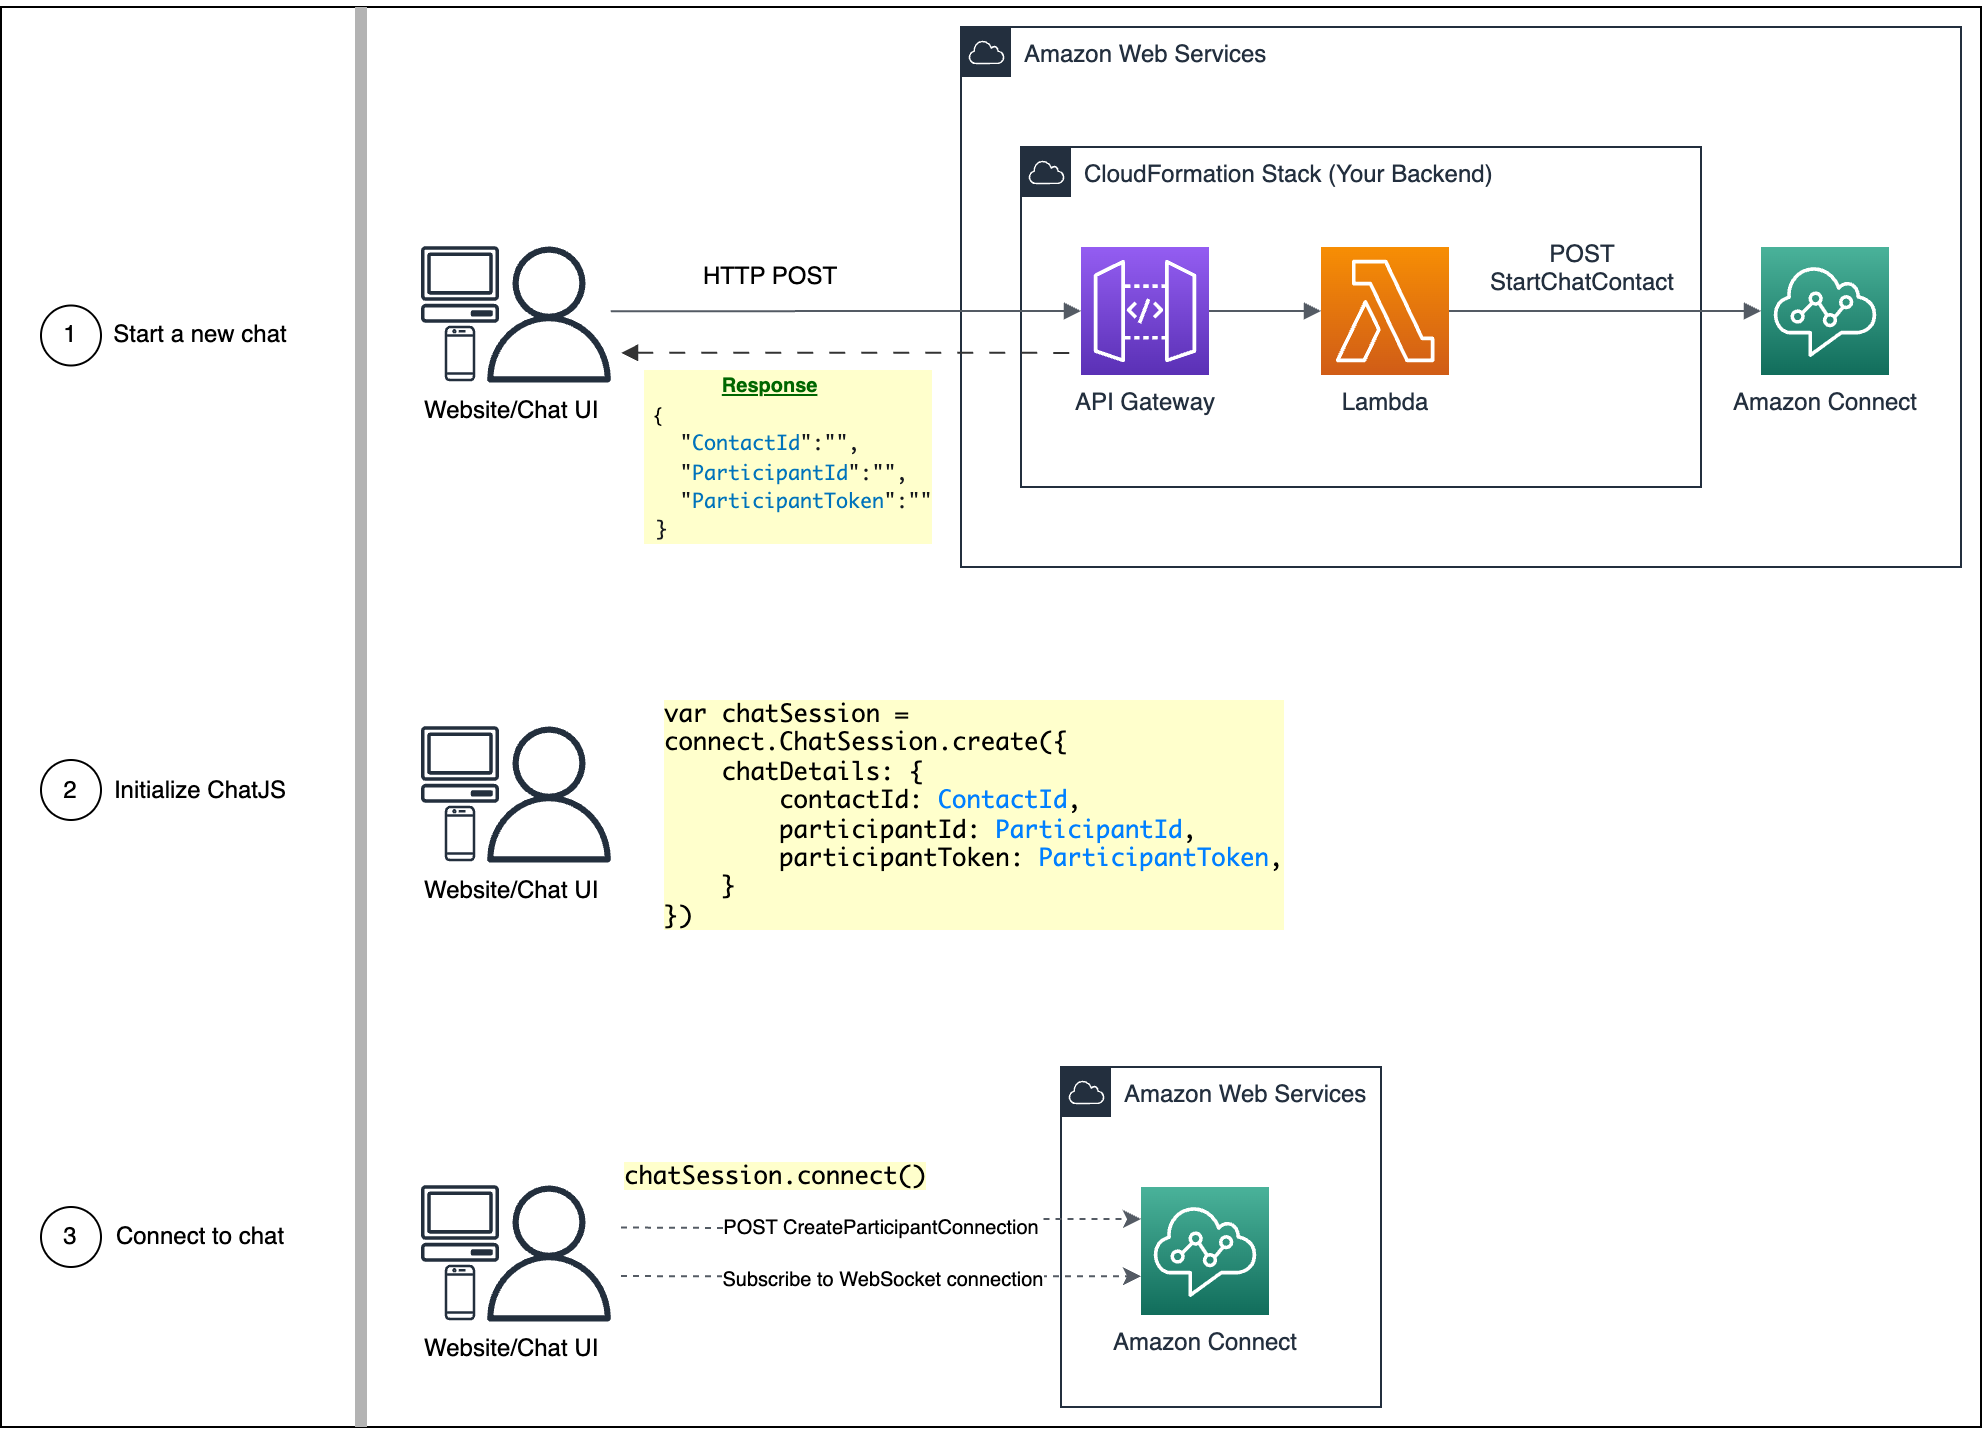 Amazon Web Services
CloudFormation Stack (Your Backend)
1
Start a new chat
HTTP POST
POST
StartChatContact
Website/Chat UI
API Gateway
Lambda
Amazon Connect
Response
{
"ContactId":"",
"ParticipantId":"",
"ParticipantToken":""
}
2
Initialize ChatJS
Website/Chat UI
var chatSession =
connect.ChatSession.create({
chatDetails: {
contactId: ContactId,
participantId: ParticipantId,
participantToken: ParticipantToken,
}
})
3
Connect to chat
Amazon Web Services
chatSession.connect()
POST CreateParticipantConnection
Subscribe to WebSocket connection
Website/Chat UI
Amazon Connect